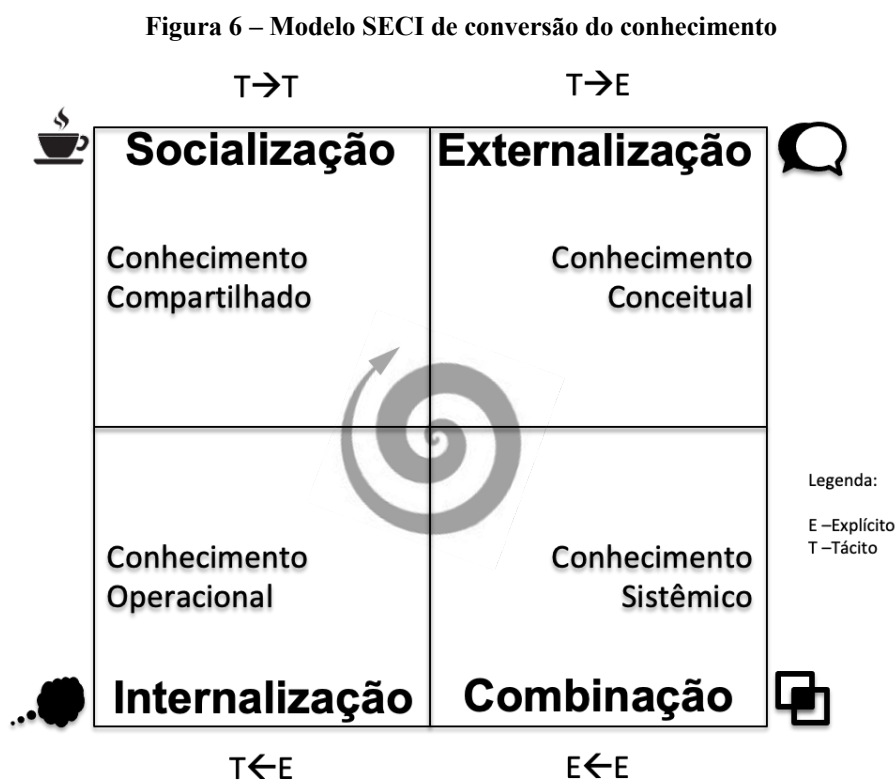 Figura 6 – Modelo SECI de conversão do conhecimento
T→T
T→E
Socialização
Externalização
Conhecimento
Compartilhado
Conhecimento
Conceitual
Legenda:
E –Explícito
T –Tácito
Conhecimento
Operacional
Conhecimento
Sistêmico
Internalização
Combinação
T←E
E←E